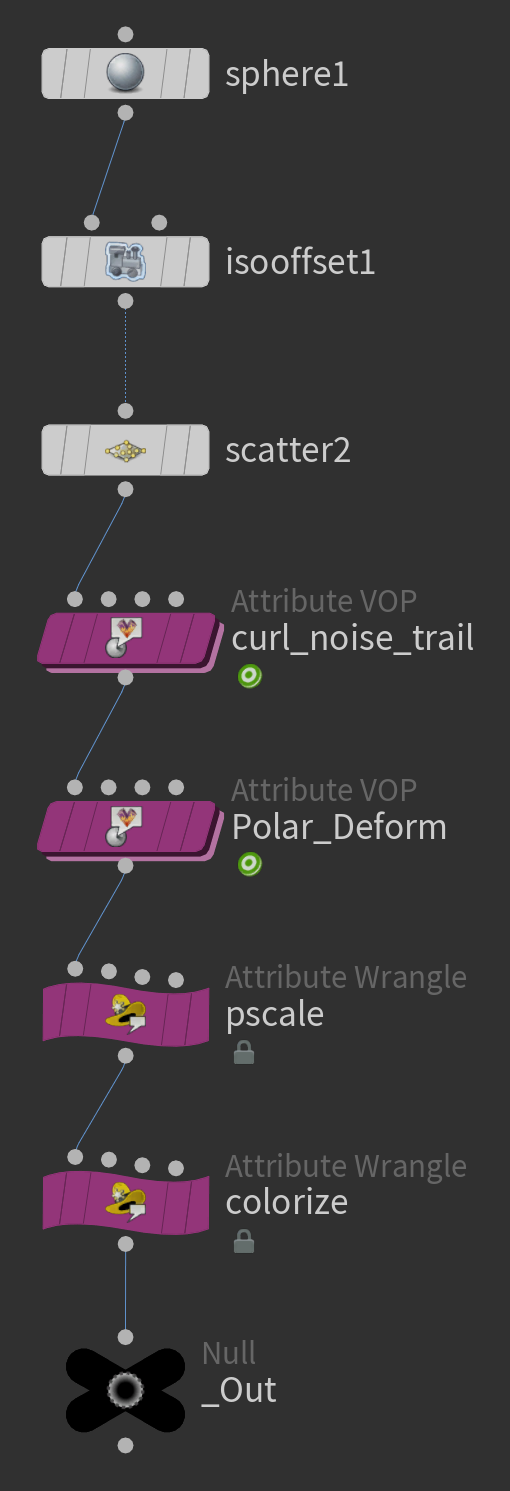 sphere1
isooffset1
scatter2
Attribute VOP
curl_noise_trail
Attribute VOP
Polar_Deform
Attribute Wrangle
pscale
Attribute Wrangle
colorize
Null
_Out